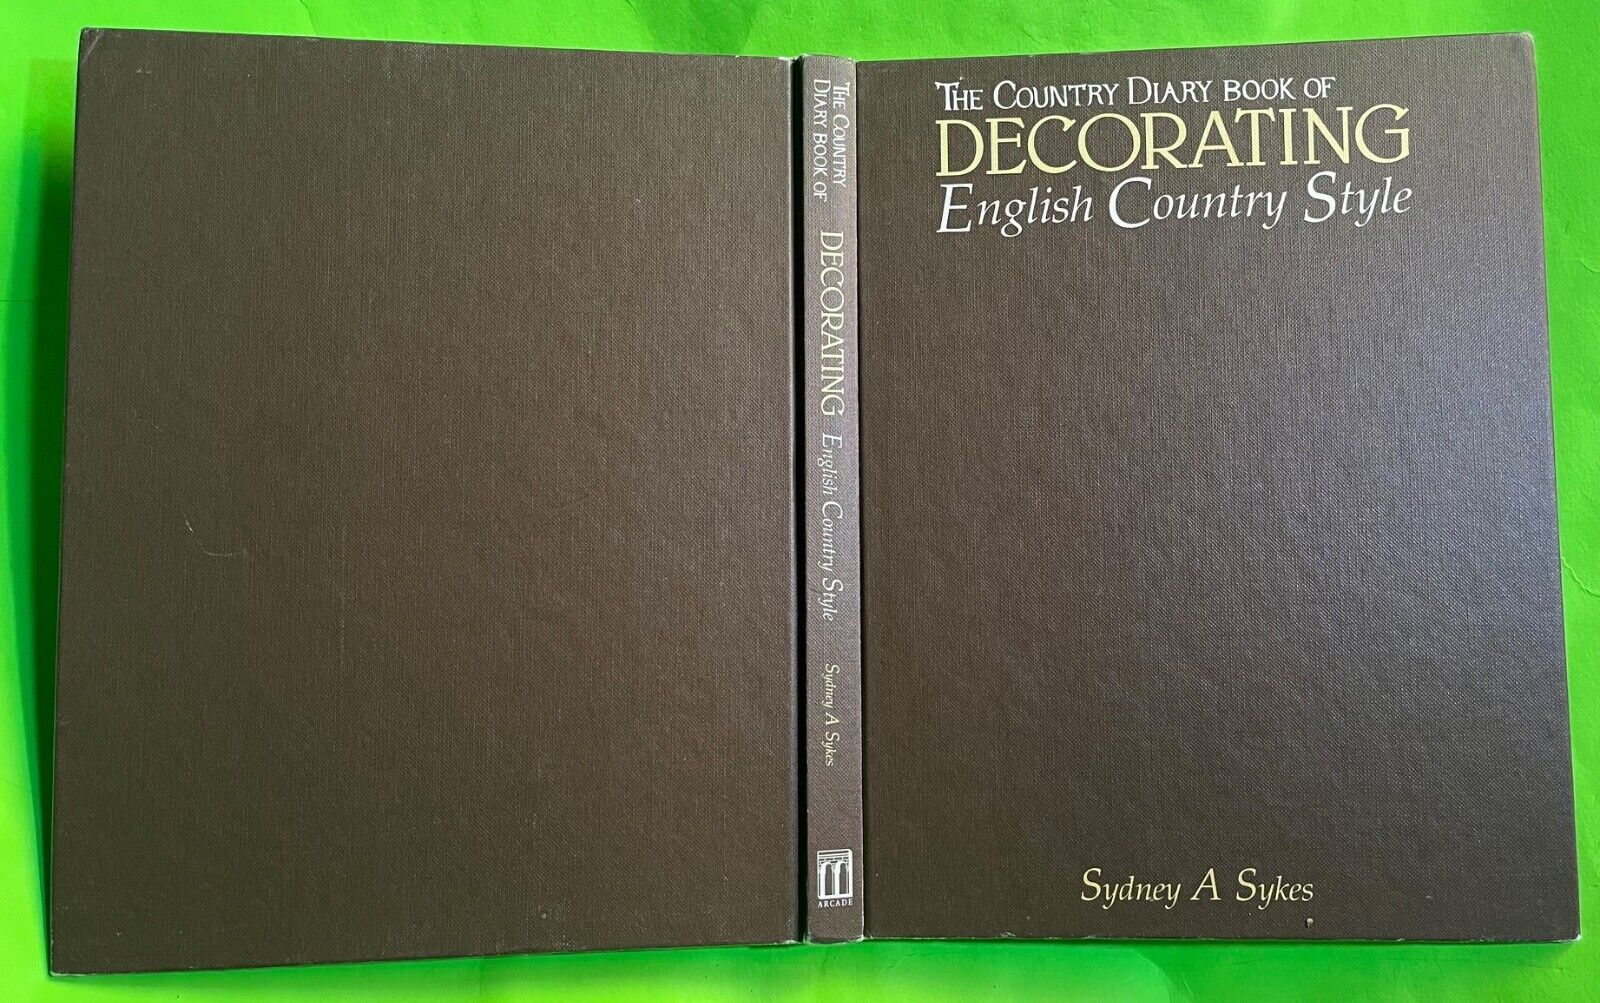 THE COUNTRY
DIARY BOOK OF
DECORATING
English Country Style
Sydney A Sykes
ARCADE
THE COUNTRY DIARY BOOK OF
DECORATING
English Country Style
Sydney A Sykes